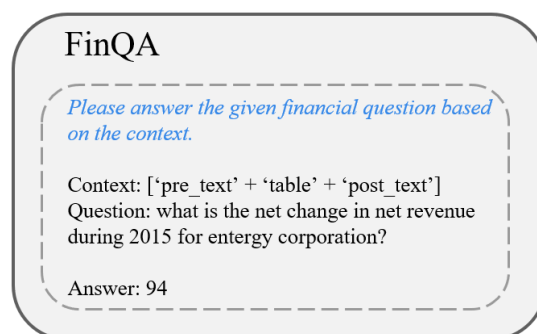 FinQA
Please answer the given financial question based
on the context.
Context: [‘pre_text’ + ‘table’ + ‘post_text’]
Question: what is the net change in net revenue
during 2015 for entergy corporation?
Answer: 94